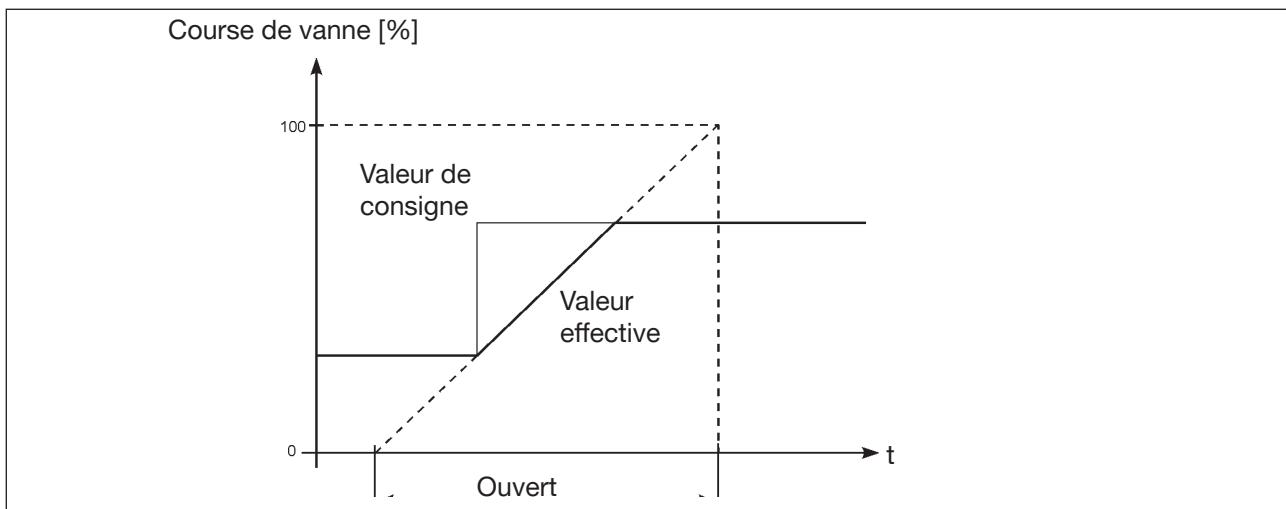 Course de vanne [%]
100
Valeur de
consigne
Valeur
effective
0
t
Ouvert